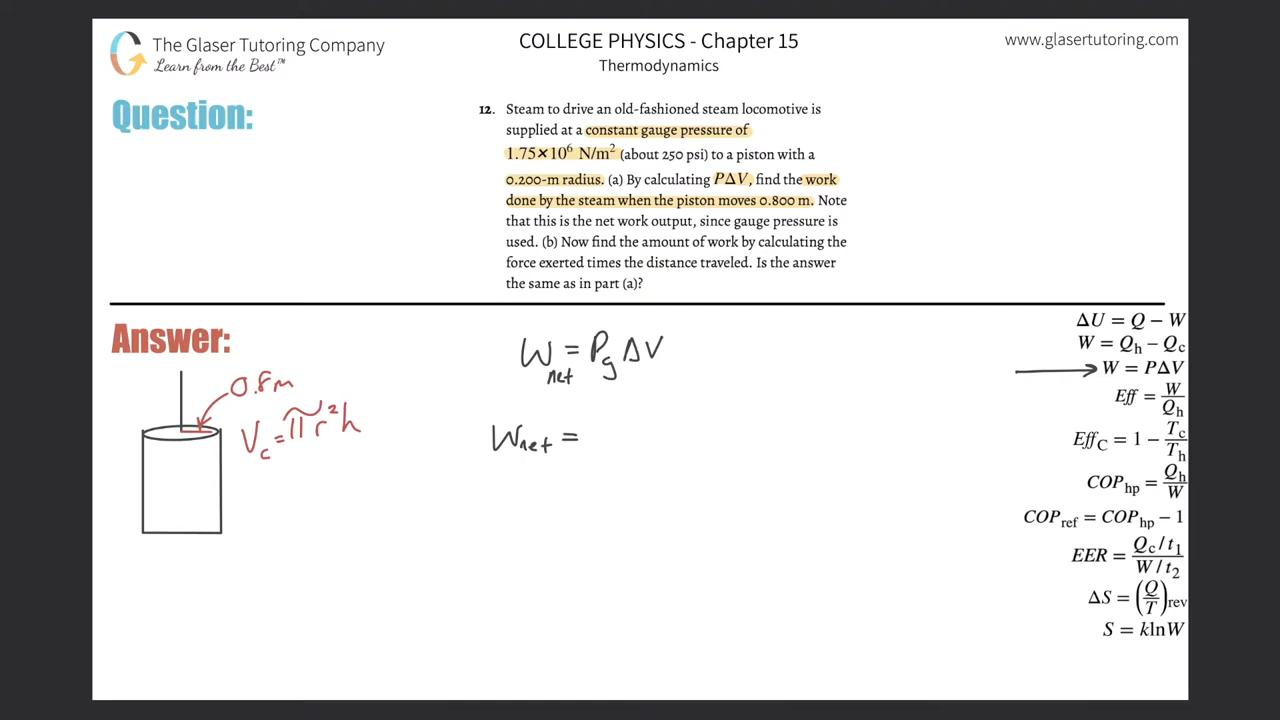 The Glaser Tutoring Company
Learn from the Best™
COLLEGE PHYSICS - Chapter 15
Thermodynamics
www.glasertutoring.com
Question:
12. Steam to drive an old-fashioned steam locomotive is
supplied at a constant gauge pressure of
1.75×10⁶ N/m² (about 250 psi) to a piston with a
0.200-m radius. (a) By calculating PΔV, find the work
done by the steam when the piston moves 0.800 m. Note
that this is the net work output, since gauge pressure is
used. (b) Now find the amount of work by calculating the
force exerted times the distance traveled. Is the answer
the same as in part (a)?
Answer:
0.8m
V_c = πr²h
W_net = P_g ΔV
W_net =
ΔU = Q − W
W = Q_h − Q_c
W = PΔV
Eff = W/Q_h
Eff_C = 1 − T_c/T_h
COP_hp = Q_h/W
COP_ref = COP_hp − 1
EER = (Q_c/t_1)/(W/t_2)
ΔS = (Q/T)_rev
S = klnW